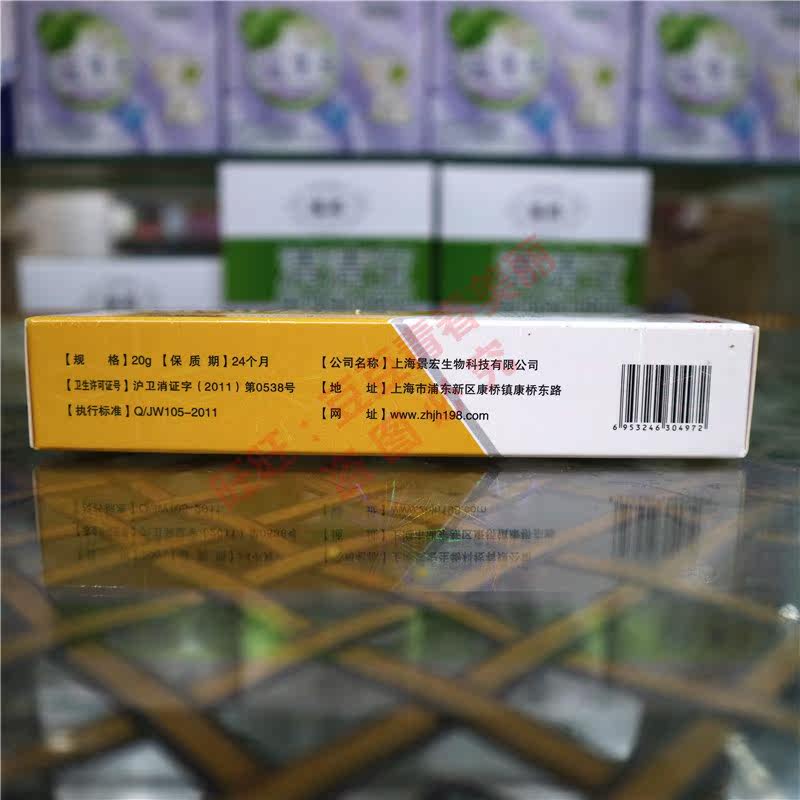 【规　　格】20g【保 质 期】24个月
【卫生许可证号】沪卫消证字(2011)第0538号
【执行标准】Q/JW105-2011
【公司名称】上海景宏生物科技有限公司
【地　　址】上海市浦东新区康桥镇康桥东路
【网　　址】www.zhjh198.com
6 953246 304972